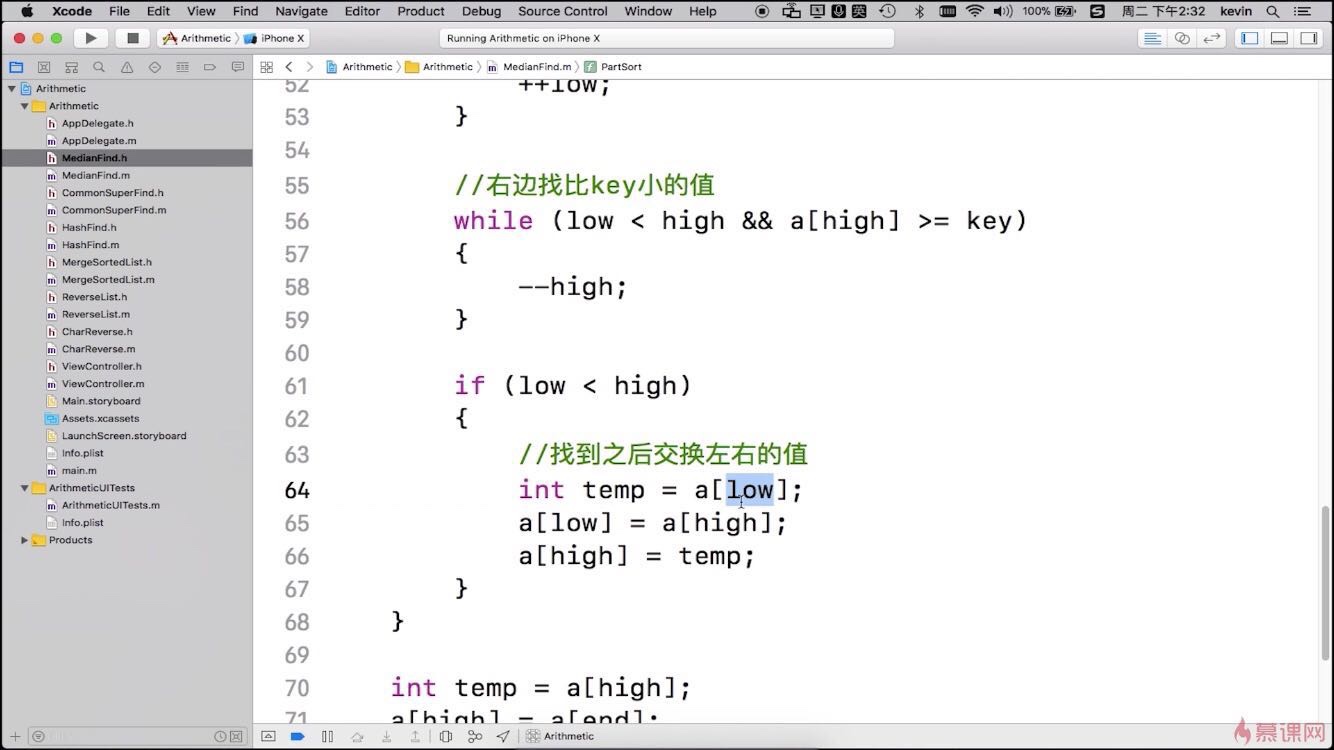 Xcode File Edit View Find Navigate Editor Product Debug Source Control Window Help 100% 周二 下午2:32 kevin
Arithmetic iPhone X
Running Arithmetic on iPhone X
Arithmetic Arithmetic MedianFind.m PartSort
Arithmetic
Arithmetic
AppDelegate.h
AppDelegate.m
MedianFind.h
MedianFind.m
CommonSuperFind.h
CommonSuperFind.m
HashFind.h
HashFind.m
MergeSortedList.h
MergeSortedList.m
ReverseList.h
ReverseList.m
CharReverse.h
CharReverse.m
ViewController.h
ViewController.m
Main.storyboard
Assets.xcassets
LaunchScreen.storyboard
Info.plist
main.m
ArithmeticUITests
ArithmeticUITests.m
Info.plist
Products
52 ++low;
53 }
54
55 //右边找比key小的值
56 while (low < high && a[high] >= key)
57 {
58 --high;
59 }
60
61 if (low < high)
62 {
63 //找到之后交换左右的值
64 int temp = a[low];
65 a[low] = a[high];
66 a[high] = temp;
67 }
68 }
69
70 int temp = a[high];
71 a[high] = a[end];
Arithmetic
慕课网